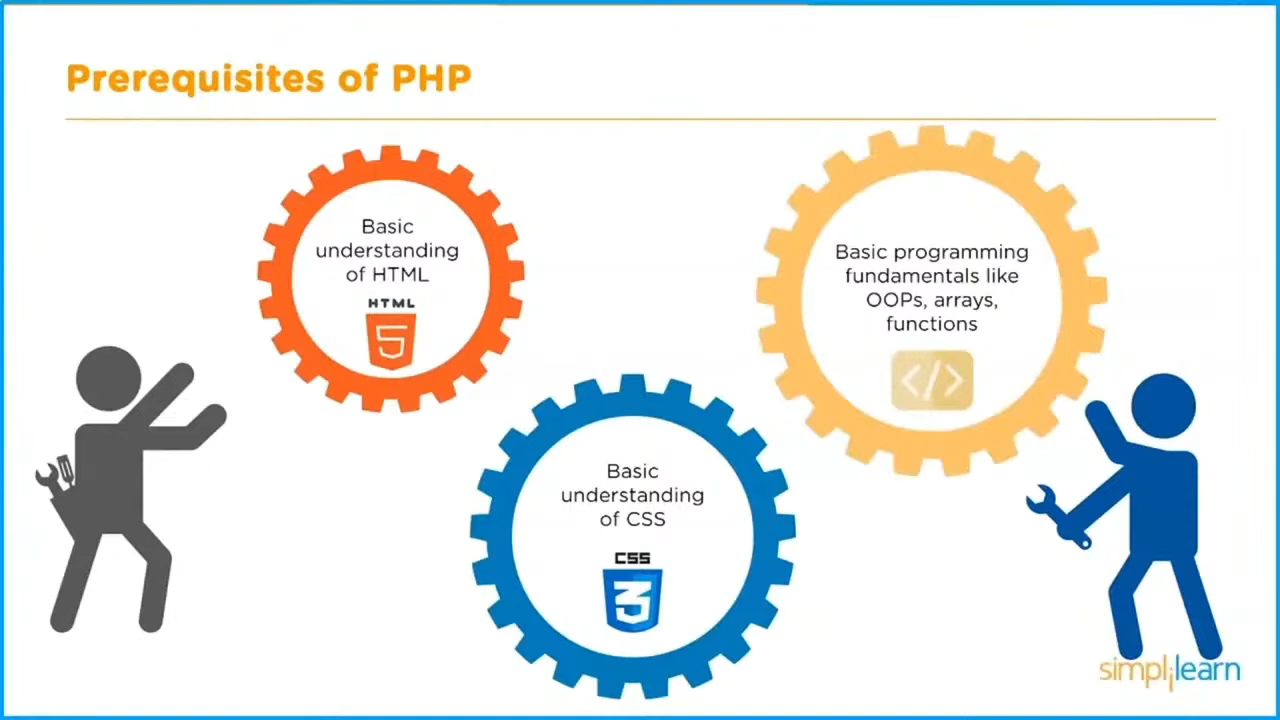 Prerequisites of PHP
Basic
understanding
of HTML
HTML
5
Basic programming
fundamentals like
OOPs, arrays,
functions
</>
Basic
understanding
of CSS
CSS
3
simplilearn